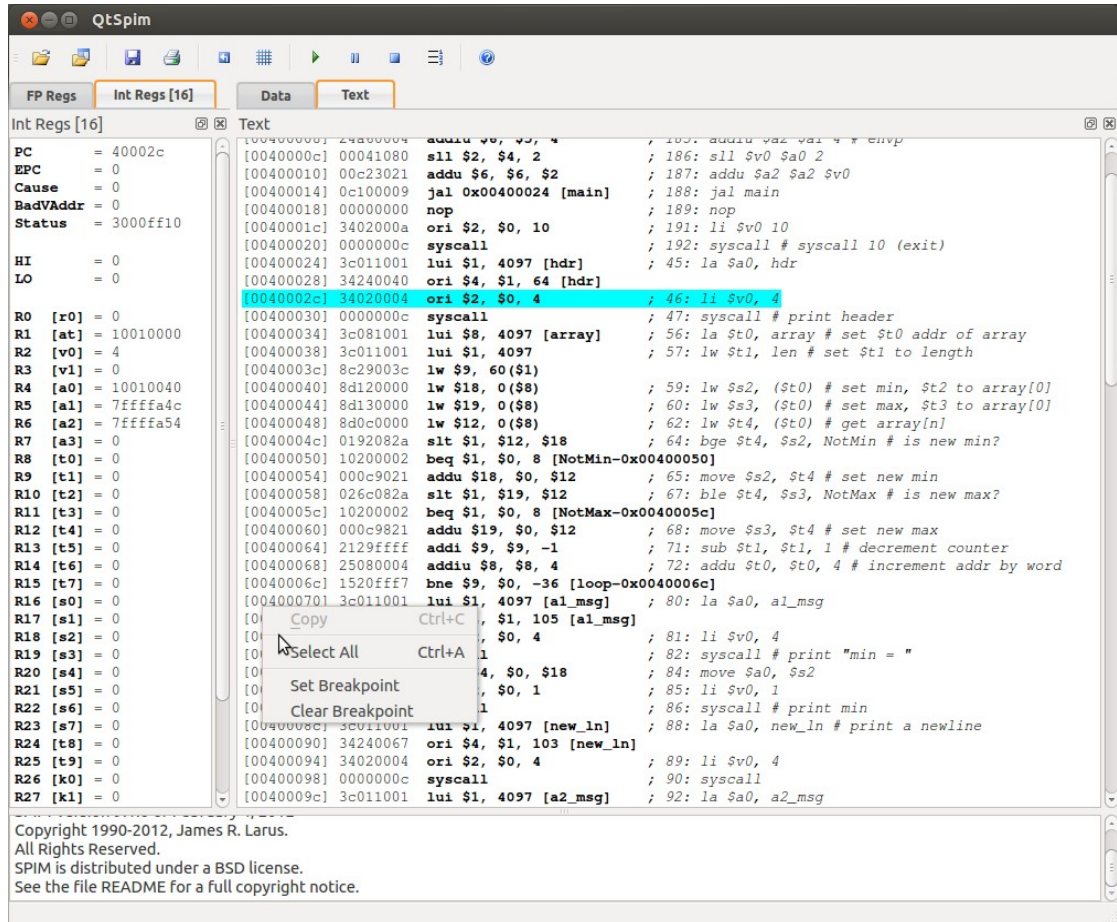 QtSpim
FP Regs
Int Regs [16]
Data
Text
Int Regs [16]
PC = 40002c
EPC = 0
Cause = 0
BadVAddr = 0
Status = 3000ff10
HI = 0
LO = 0
R0 [r0] = 0
R1 [at] = 10010000
R2 [v0] = 4
R3 [v1] = 0
R4 [a0] = 10010040
R5 [a1] = 7ffffa4c
R6 [a2] = 7ffffa54
R7 [a3] = 0
R8 [t0] = 0
R9 [t1] = 0
R10 [t2] = 0
R11 [t3] = 0
R12 [t4] = 0
R13 [t5] = 0
R14 [t6] = 0
R15 [t7] = 0
R16 [s0] = 0
R17 [s1] = 0
R18 [s2] = 0
R19 [s3] = 0
R20 [s4] = 0
R21 [s5] = 0
R22 [s6] = 0
R23 [s7] = 0
R24 [t8] = 0
R25 [t9] = 0
R26 [k0] = 0
R27 [k1] = 0
Text
[00400008] 24a60004 addiu $6, $5, 4 ; 185: addiu $a2 $a1 4 # envp
[0040000c] 00041080 sll $2, $4, 2 ; 186: sll $v0 $a0 2
[00400010] 00c23021 addu $6, $6, $2 ; 187: addu $a2 $a2 $v0
[00400014] 0c100009 jal 0x00400024 [main] ; 188: jal main
[00400018] 00000000 nop ; 189: nop
[0040001c] 3402000a ori $2, $0, 10 ; 191: li $v0 10
[00400020] 0000000c syscall ; 192: syscall # syscall 10 (exit)
[00400024] 3c011001 lui $1, 4097 [hdr] ; 45: la $a0, hdr
[00400028] 34240040 ori $4, $1, 64 [hdr]
[0040002c] 34020004 ori $2, $0, 4 ; 46: li $v0, 4
[00400030] 0000000c syscall ; 47: syscall # print header
[00400034] 3c081001 lui $8, 4097 [array] ; 56: la $t0, array # set $t0 addr of array
[00400038] 3c011001 lui $1, 4097 ; 57: lw $t1, len # set $t1 to length
[0040003c] 8c29003c lw $9, 60($1)
[00400040] 8d120000 lw $18, 0($8) ; 59: lw $s2, ($t0) # set min, $t2 to array[0]
[00400044] 8d130000 lw $19, 0($8) ; 60: lw $s3, ($t0) # set max, $t3 to array[0]
[00400048] 8d0c0000 lw $12, 0($8) ; 62: lw $t4, ($t0) # get array[n]
[0040004c] 0192082a slt $1, $12, $18 ; 64: bge $t4, $s2, NotMin # is new min?
[00400050] 10200002 beq $1, $0, 8 [NotMin-0x00400050]
[00400054] 000c9021 addu $18, $0, $12 ; 65: move $s2, $t4 # set new min
[00400058] 026c082a slt $1, $19, $12 ; 67: ble $t4, $s3, NotMax # is new max?
[0040005c] 10200002 beq $1, $0, 8 [NotMax-0x0040005c]
[00400060] 000c9821 addu $19, $0, $12 ; 68: move $s3, $t4 # set new max
[00400064] 2129ffff addi $9, $9, -1 ; 71: sub $t1, $t1, 1 # decrement counter
[00400068] 25080004 addiu $8, $8, 4 ; 72: addu $t0, $t0, 4 # increment addr by word
[0040006c] 1520fff7 bne $9, $0, -36 [loop-0x0040006c]
[00400070] 3c011001 lui $1, 4097 [a1_msg] ; 80: la $a0, a1_msg
[00 , $1, 105 [a1_msg]
[00 , $0, 4 ; 81: li $v0, 4
[00 l ; 82: syscall # print "min = "
[00 4, $0, $18 ; 84: move $a0, $s2
[00 , $0, 1 ; 85: li $v0, 1
[00 l ; 86: syscall # print min
[0040008c] 3c011001 lui $1, 4097 [new_ln] ; 88: la $a0, new_ln # print a newline
[00400090] 34240067 ori $4, $1, 103 [new_ln]
[00400094] 34020004 ori $2, $0, 4 ; 89: li $v0, 4
[00400098] 0000000c syscall ; 90: syscall
[0040009c] 3c011001 lui $1, 4097 [a2_msg] ; 92: la $a0, a2_msg
Copy Ctrl+C
Select All Ctrl+A
Set Breakpoint
Clear Breakpoint
Copyright 1990-2012, James R. Larus.
All Rights Reserved.
SPIM is distributed under a BSD license.
See the file README for a full copyright notice.